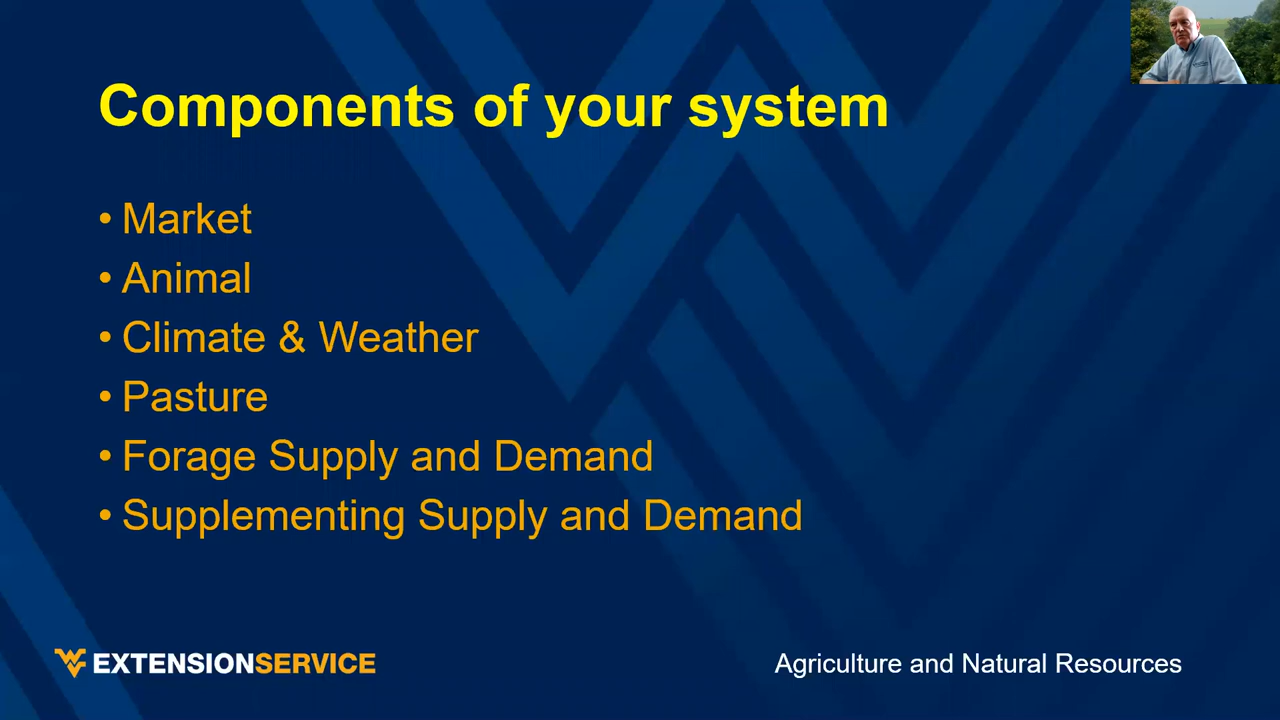 Components of your system
• Market
• Animal
• Climate & Weather
• Pasture
• Forage Supply and Demand
• Supplementing Supply and Demand
EXTENSIONSERVICE
Agriculture and Natural Resources